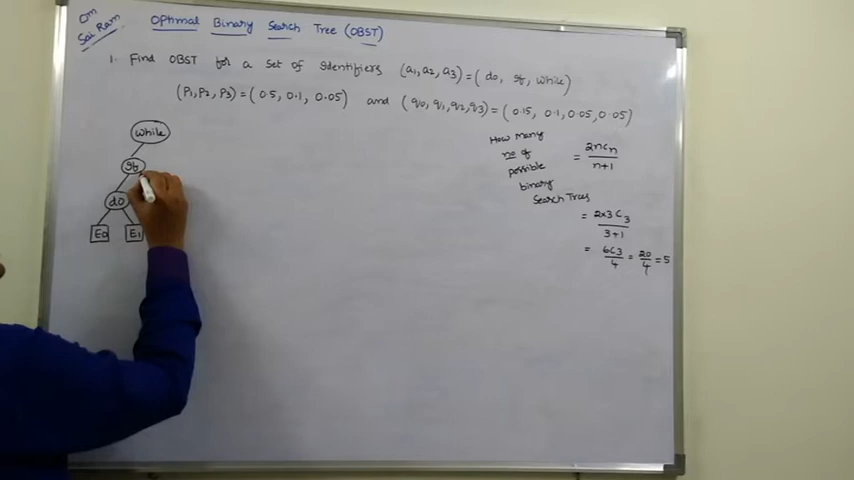 Om
Sai Ram
Optimal Binary Search Tree (OBST)
1. Find OBST for a set of Identifiers (a1, a2, a3) = (do, if, while)
(P1, P2, P3) = (0.5, 0.1, 0.05) and (q0, q1, q2, q3) = (0.15, 0.1, 0.05, 0.05)
How many
no of
possible
binary
Search Trees
= 2nCn / n+1
= 2x3C3 / 3+1
= 6C3 / 4 = 20 / 4 = 5
while
if
do
E0 E1